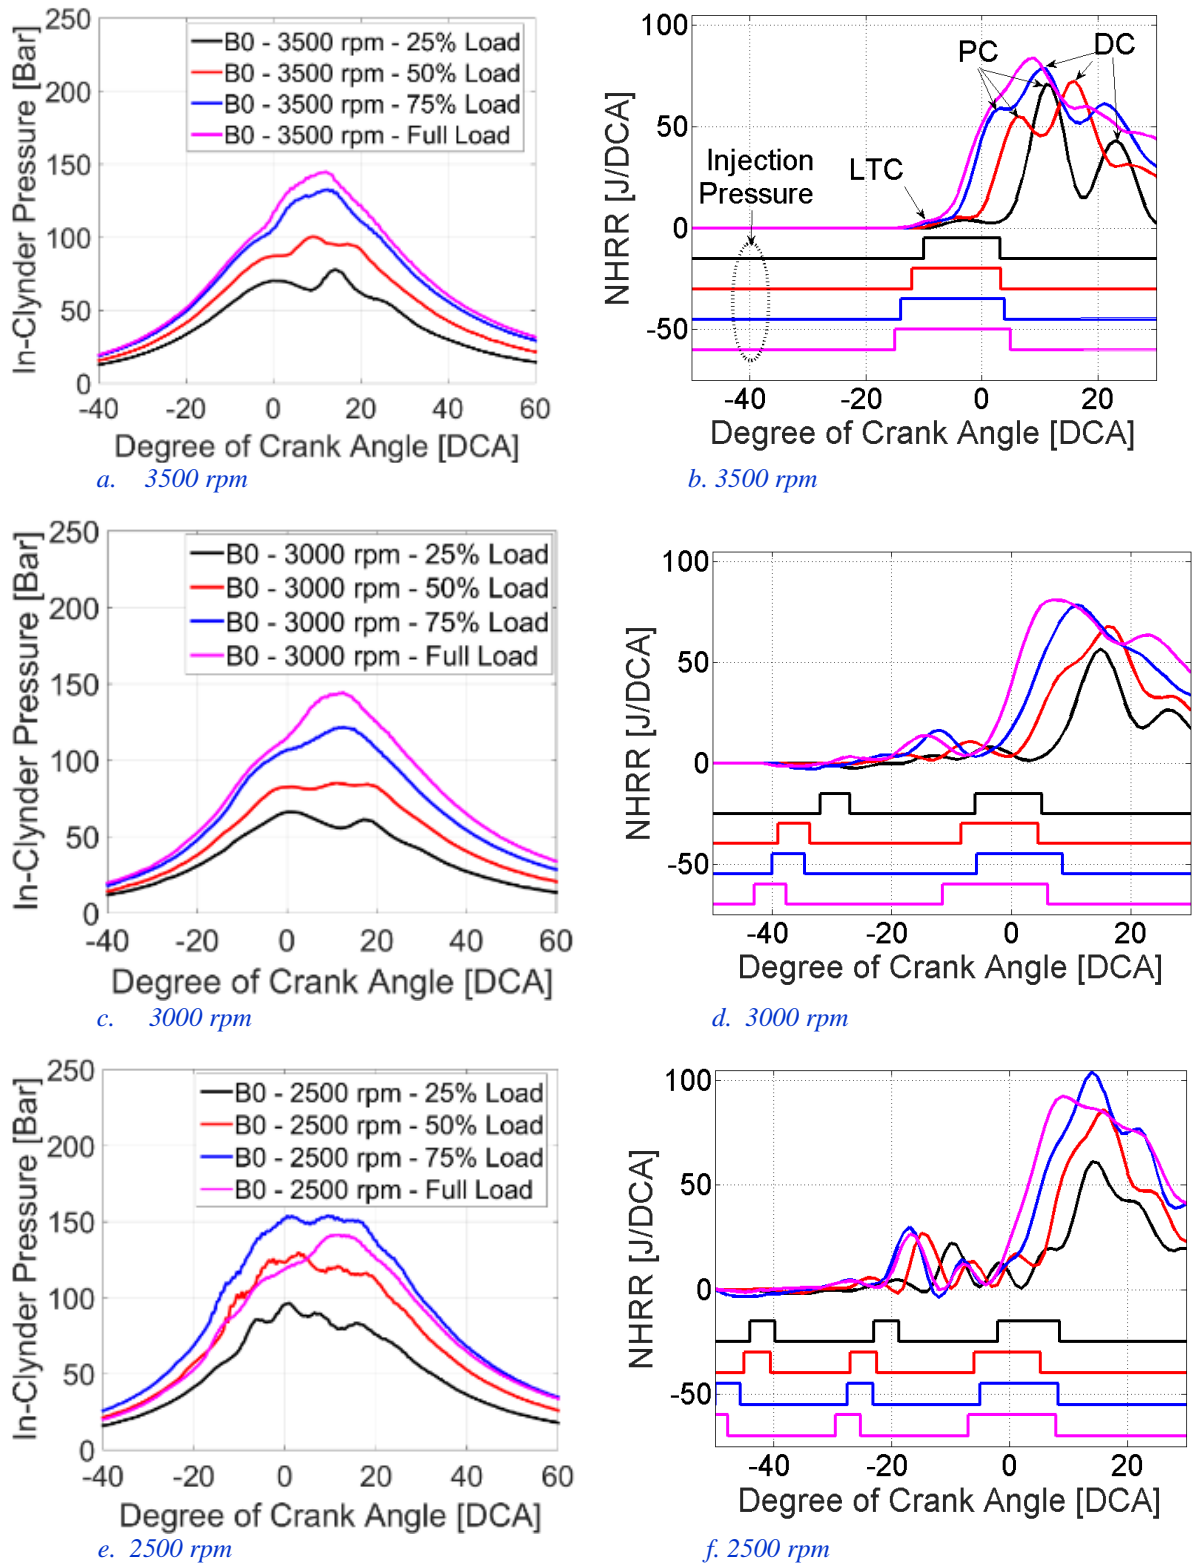 In-Clynder Pressure [Bar]
250
200
150
100
50
0
B0 - 3500 rpm - 25% Load
B0 - 3500 rpm - 50% Load
B0 - 3500 rpm - 75% Load
B0 - 3500 rpm - Full Load
-40 -20 0 20 40 60
Degree of Crank Angle [DCA]
a. 3500 rpm
NHRR [J/DCA]
100
50
0
-50
PC
DC
LTC
Injection
Pressure
-40 -20 0 20
Degree of Crank Angle [DCA]
b. 3500 rpm
In-Clynder Pressure [Bar]
250
200
150
100
50
0
B0 - 3000 rpm - 25% Load
B0 - 3000 rpm - 50% Load
B0 - 3000 rpm - 75% Load
B0 - 3000 rpm - Full Load
-40 -20 0 20 40 60
Degree of Crank Angle [DCA]
c. 3000 rpm
NHRR [J/DCA]
100
50
0
-50
-40 -20 0 20
Degree of Crank Angle [DCA]
d. 3000 rpm
In-Clynder Pressure [Bar]
250
200
150
100
50
0
B0 - 2500 rpm - 25% Load
B0 - 2500 rpm - 50% Load
B0 - 2500 rpm - 75% Load
B0 - 2500 rpm - Full Load
-40 -20 0 20 40 60
Degree of Crank Angle [DCA]
e. 2500 rpm
NHRR [J/DCA]
100
50
0
-50
-40 -20 0 20
Degree of Crank Angle [DCA]
f. 2500 rpm